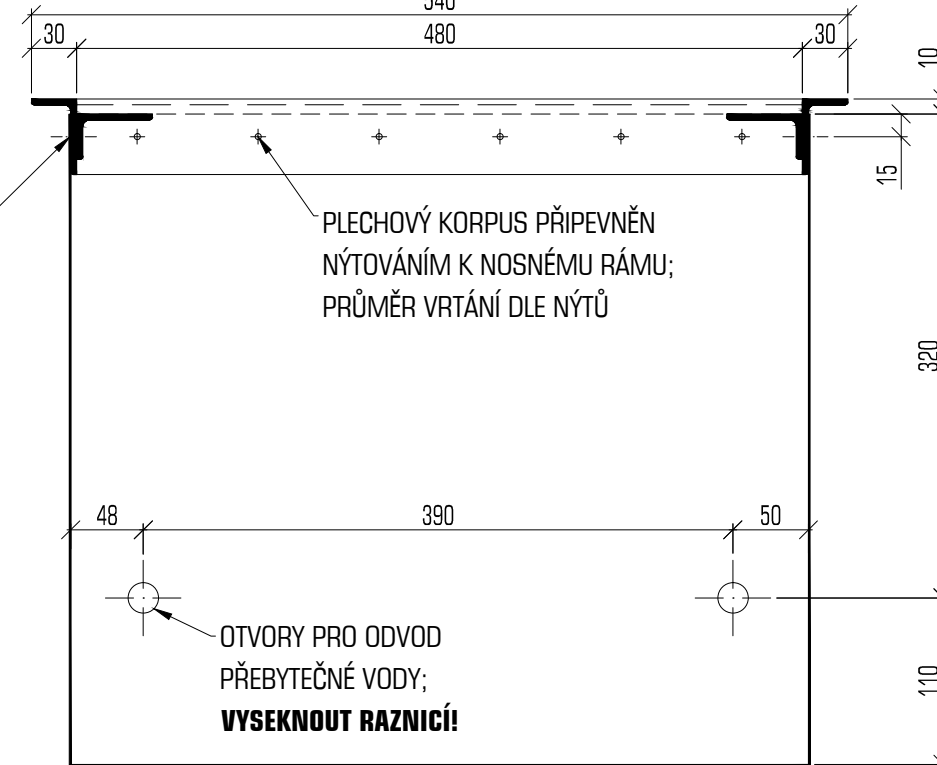 540
30
480
30
10
15
PLECHOVÝ KORPUS PŘIPEVNĚN
NÝTOVÁNÍM K NOSNÉMU RÁMU;
PRŮMĚR VRTÁNÍ DLE NÝTŮ
320
48
390
50
OTVORY PRO ODVOD
PŘEBYTEČNÉ VODY;
VYSEKNOUT RAZNICÍ!
110